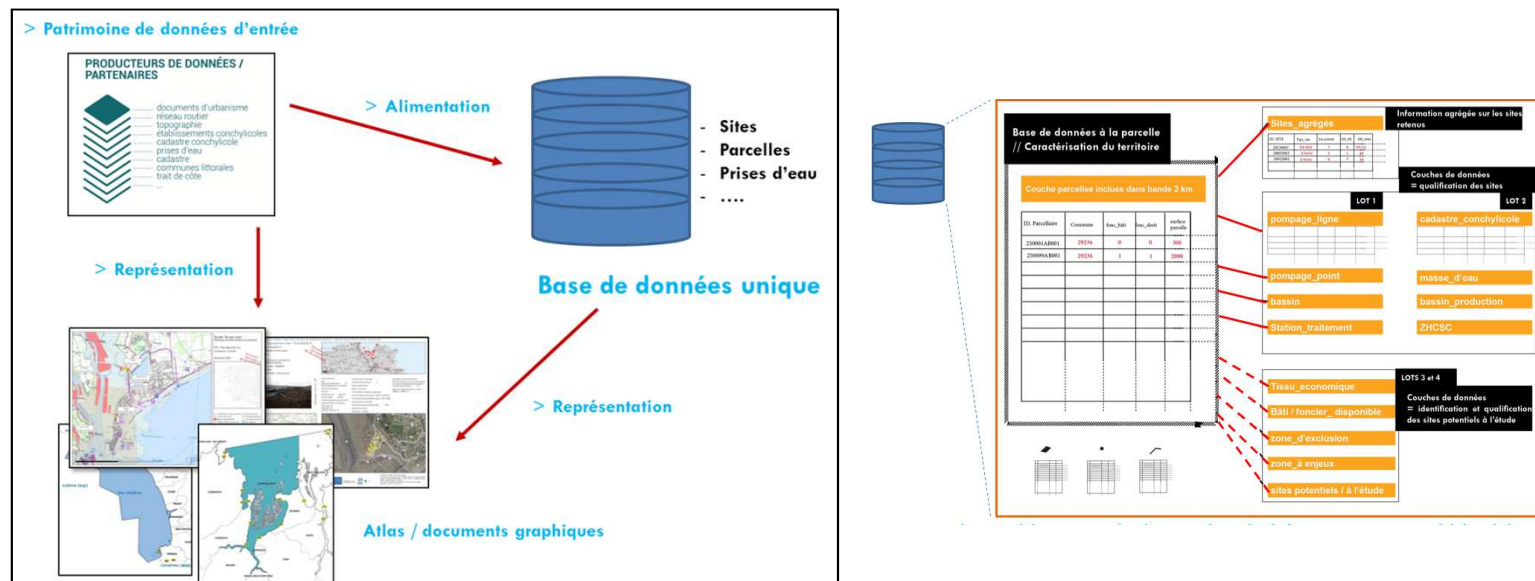 > Patrimoine de données d'entrée
PRODUCTEURS DE DONNÉES /
PARTENAIRES
documents d'urbanisme
réseau routier
topographie
établissements conchylicoles
cadastre conchylicole
prises d'eau
cadastre
communes littorales
trait de côte
...
> Alimentation
- Sites
- Parcelles
- Prises d'eau
- ....
> Représentation
Base de données unique
> Représentation
Atlas / documents graphiques
Base de données à la parcelle
// Caractérisation du territoire
Couche parcelles inclues dans bande 2 km
ID. Parcellaire Commune fonc_bâti fonc_desti surface parcelle
250001AB001 29236 0 0 300
250099AB001 29236 1 1 2000
Sites_agrégés
Information agrégée sur les sites
retenus
Couches de données
= qualification des sites
LOT 1
LOT 2
pompage_ligne
cadastre_conchylicole
pompage_point
masse_d'eau
bassin
bassin_production
Station_traitement
ZHCSC
LOTS 3 et 4
Tissu_economique
Couches de données
= identification et qualification
des sites potentiels à l'étude
Bâti / foncier_ disponible
zone_d'exclusion
zone_à enjeux
sites potentiels / à l'étude